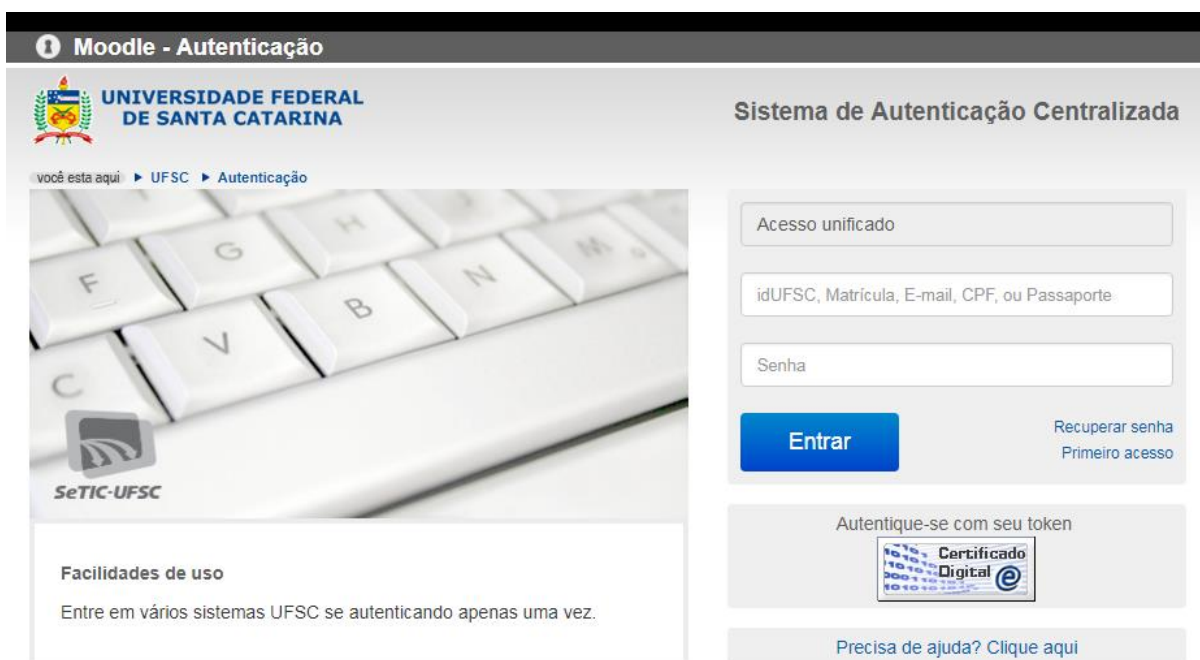 Moodle - Autenticação
UNIVERSIDADE FEDERAL
DE SANTA CATARINA
Sistema de Autenticação Centralizada
você esta aqui ► UFSC ► Autenticação
F
G
H
J
C
V
B
N
M
SeTIC-UFSC
Facilidades de uso
Entre em vários sistemas UFSC se autenticando apenas uma vez.
Acesso unificado
idUFSC, Matrícula, E-mail, CPF, ou Passaporte
Senha
Entrar
Recuperar senha
Primeiro acesso
Autentique-se com seu token
Certificado
Digital
Precisa de ajuda? Clique aqui